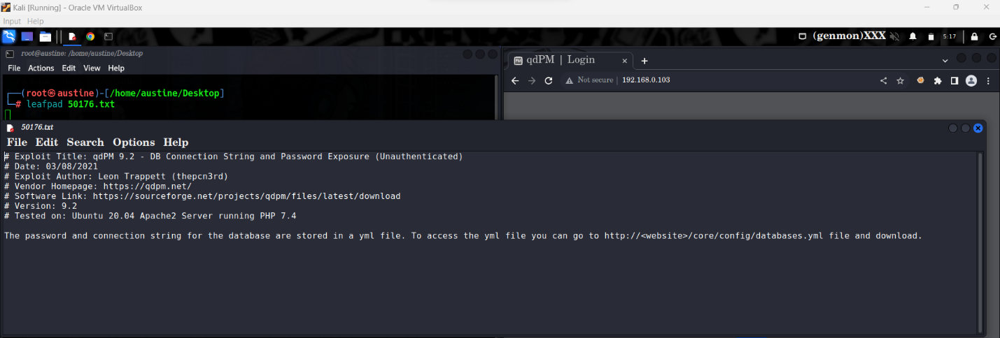 Kali [Running] - Oracle VM VirtualBox
Input Help
(genmon)XXX 5:17
root@austine: /home/austine/Desktop
File Actions Edit View Help
(root㉿austine)-[/home/austine/Desktop]
# leafpad 50176.txt
qdPM | Login
Not secure | 192.168.0.103
50176.txt
File Edit Search Options Help
# Exploit Title: qdPM 9.2 - DB Connection String and Password Exposure (Unauthenticated)
# Date: 03/08/2021
# Exploit Author: Leon Trappett (thepcn3rd)
# Vendor Homepage: https://qdpm.net/
# Software Link: https://sourceforge.net/projects/qdpm/files/latest/download
# Version: 9.2
# Tested on: Ubuntu 20.04 Apache2 Server running PHP 7.4
The password and connection string for the database are stored in a yml file. To access the yml file you can go to http://<website>/core/config/databases.yml file and download.